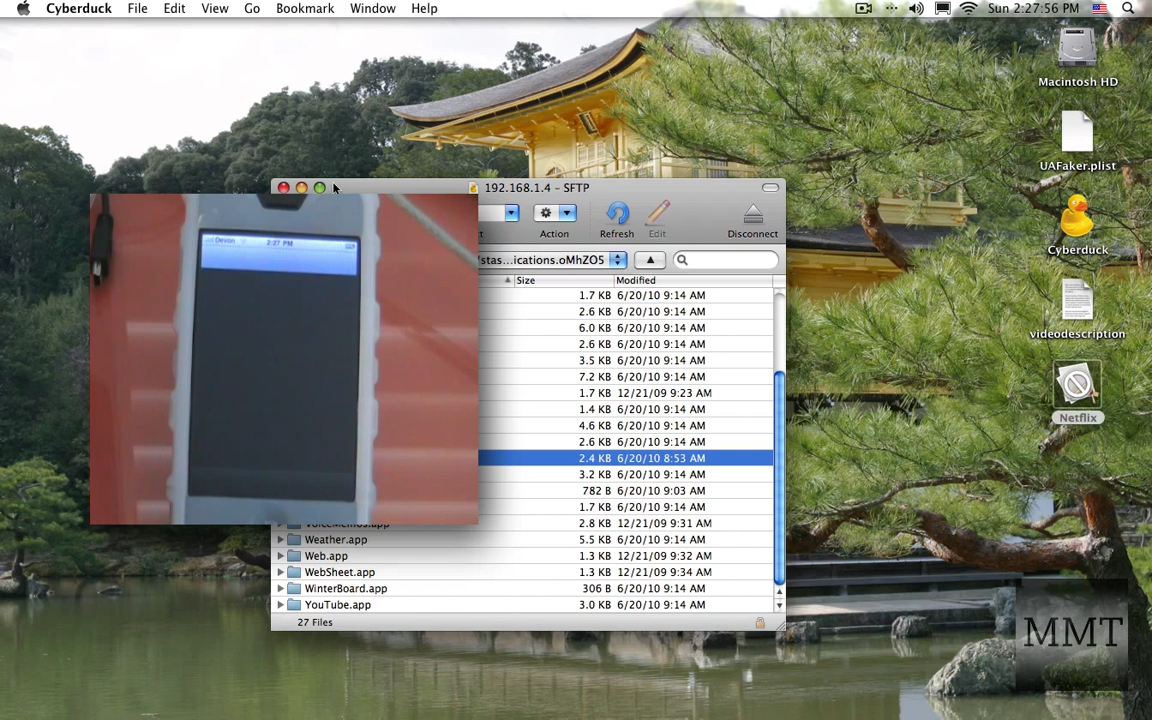 Cyberduck File Edit View Go Bookmark Window Help Sun 2:27:56 PM
Macintosh HD
UAFaker.plist
Cyberduck
videodescription
Netflix
192.168.1.4 – SFTP
Action Refresh Edit Disconnect
/stas...ications.oMhZO5
Size Modified
1.7 KB 6/20/10 9:14 AM
2.6 KB 6/20/10 9:14 AM
6.0 KB 6/20/10 9:14 AM
2.6 KB 6/20/10 9:14 AM
3.5 KB 6/20/10 9:14 AM
7.2 KB 6/20/10 9:14 AM
1.7 KB 12/21/09 9:23 AM
1.4 KB 6/20/10 9:14 AM
4.6 KB 6/20/10 9:14 AM
2.6 KB 6/20/10 9:14 AM
2.4 KB 6/20/10 8:53 AM
3.2 KB 6/20/10 9:14 AM
782 B 6/20/10 9:03 AM
1.7 KB 6/20/10 9:14 AM
VoiceMemos.app 2.8 KB 12/21/09 9:31 AM
Weather.app 5.5 KB 6/20/10 9:14 AM
Web.app 1.3 KB 12/21/09 9:32 AM
WebSheet.app 1.3 KB 12/21/09 9:34 AM
WinterBoard.app 306 B 6/20/10 9:14 AM
YouTube.app 3.0 KB 6/20/10 9:14 AM
27 Files
Devon 2:27 PM
MMT